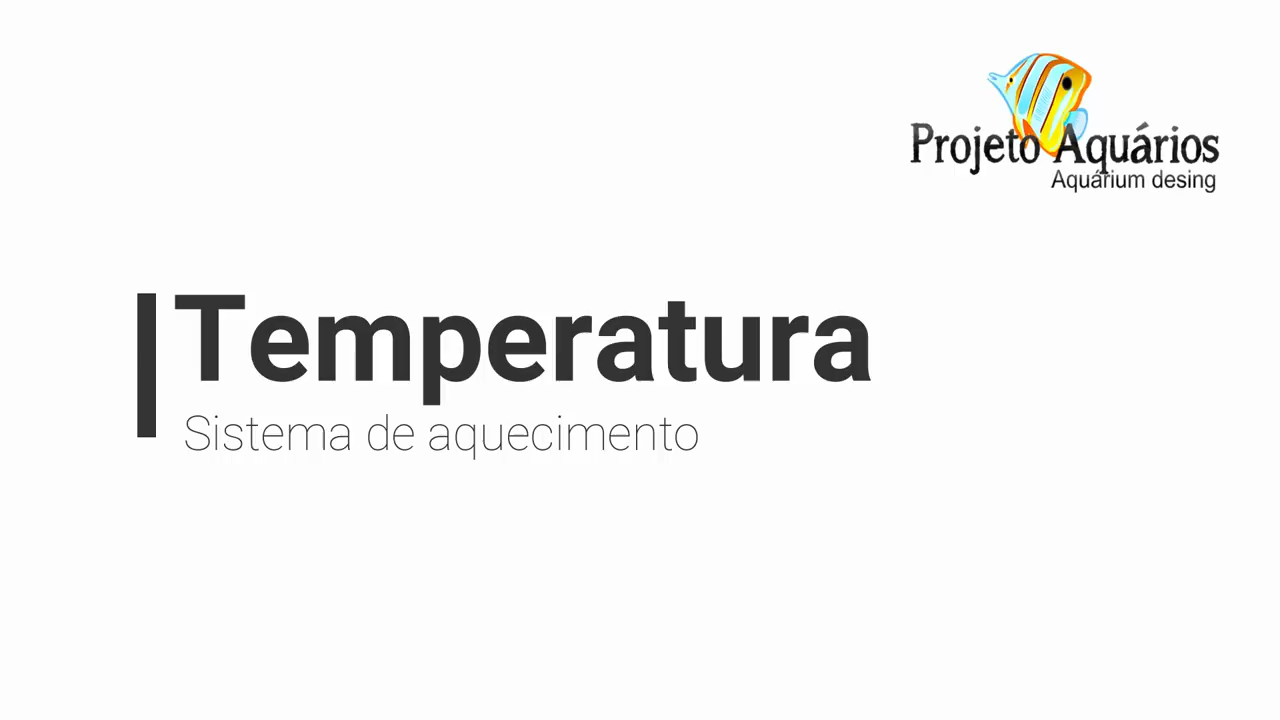 Projeto Aquários
Aquárium desing
Temperatura
Sistema de aquecimento